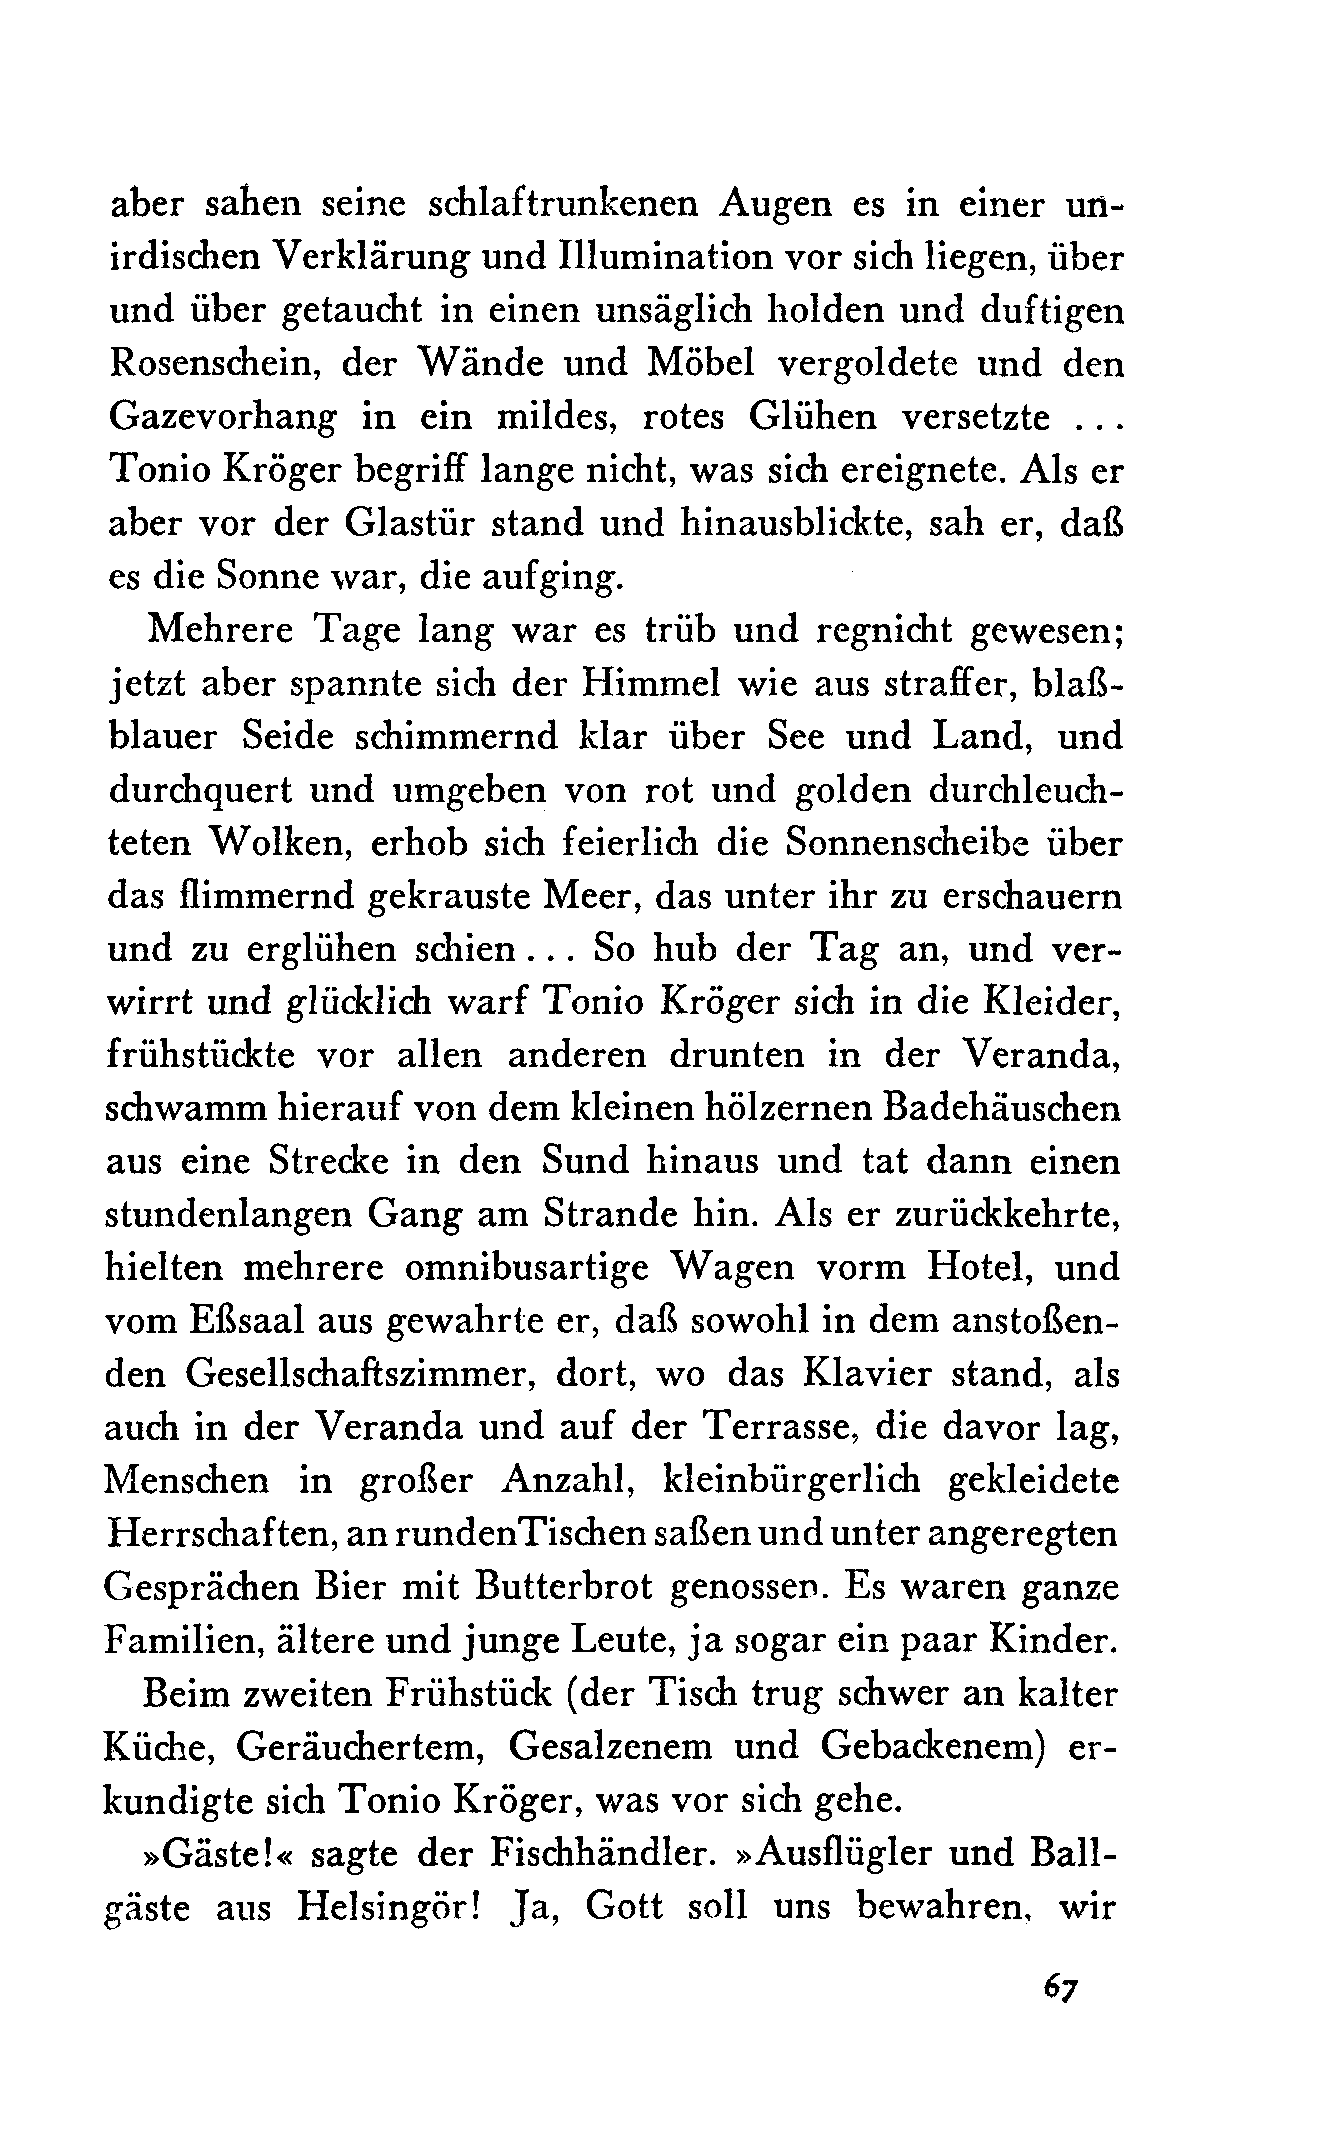 aber sahen seine schlaftrunkenen Augen es in einer un-
irdischen Verklärung und Illumination vor sich liegen, über
und über getaucht in einen unsäglich holden und duftigen
Rosenschein, der Wände und Möbel vergoldete und den
Gazevorhang in ein mildes, rotes Glühen versetzte ...
Tonio Kröger begriff lange nicht, was sich ereignete. Als er
aber vor der Glastür stand und hinausblickte, sah er, daß
es die Sonne war, die aufging.
Mehrere Tage lang war es trüb und regnicht gewesen;
jetzt aber spannte sich der Himmel wie aus straffer, blaß-
blauer Seide schimmernd klar über See und Land, und
durchquert und umgeben von rot und golden durchleuch-
teten Wolken, erhob sich feierlich die Sonnenscheibe über
das flimmernd gekrauste Meer, das unter ihr zu erschauern
und zu erglühen schien ... So hub der Tag an, und ver-
wirrt und glücklich warf Tonio Kröger sich in die Kleider,
frühstückte vor allen anderen drunten in der Veranda,
schwamm hierauf von dem kleinen hölzernen Badehäuschen
aus eine Strecke in den Sund hinaus und tat dann einen
stundenlangen Gang am Strande hin. Als er zurückkehrte,
hielten mehrere omnibusartige Wagen vorm Hotel, und
vom Eßsaal aus gewahrte er, daß sowohl in dem anstoßen-
den Gesellschaftszimmer, dort, wo das Klavier stand, als
auch in der Veranda und auf der Terrasse, die davor lag,
Menschen in großer Anzahl, kleinbürgerlich gekleidete
Herrschaften, an runden Tischen saßen und unter angeregten
Gesprächen Bier mit Butterbrot genossen. Es waren ganze
Familien, ältere und junge Leute, ja sogar ein paar Kinder.
Beim zweiten Frühstück (der Tisch trug schwer an kalter
Küche, Geräuchertem, Gesalzenem und Gebackenem) er-
kundigte sich Tonio Kröger, was vor sich gehe.
»Gäste!« sagte der Fischhändler. »Ausflügler und Ball-
gäste aus Helsingör! Ja, Gott soll uns bewahren, wir
67